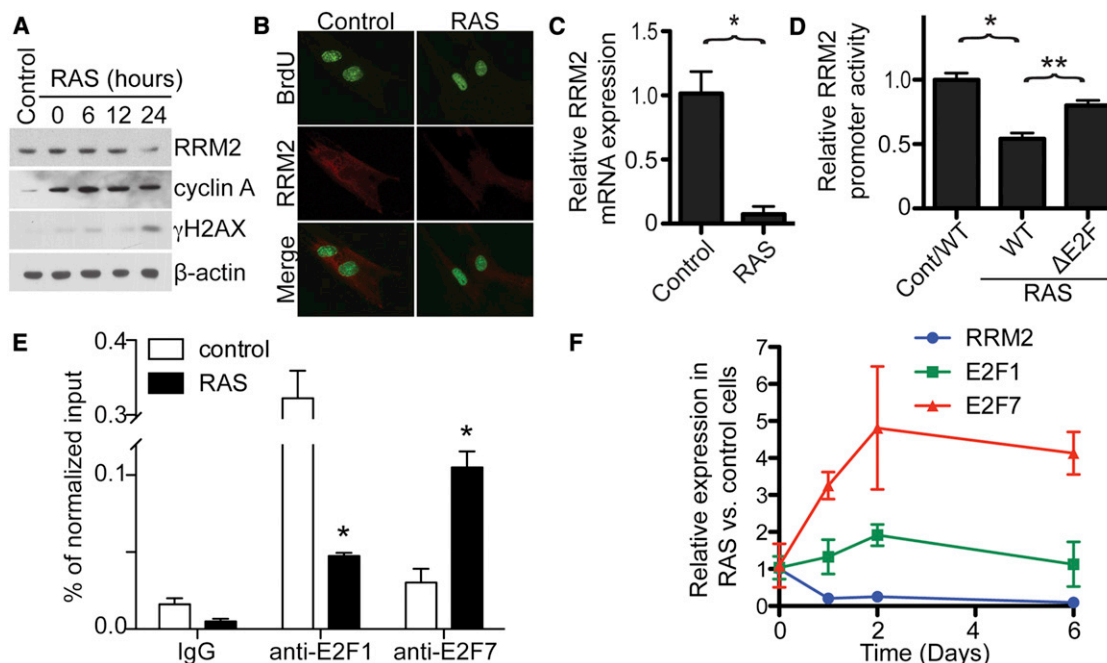 A
Control
RAS (hours)
0 6 12 24
RRM2
cyclin A
γH2AX
β-actin
B
Control RAS
BrdU
RRM2
Merge
C
Relative RRM2
mRNA expression
1.5
1.0
0.5
0
*
Control
RAS
D
Relative RRM2
promoter activity
1.0
0.5
0
*
**
Cont/WT
WT
ΔE2F
RAS
E
% of normalized input
0.4
0.3
0.1
0.0
control
RAS
*
*
IgG anti-E2F1 anti-E2F7
F
Relative expression in
RAS vs. control cells
7
6
5
4
3
2
1
0
RRM2
E2F1
E2F7
0 2 4 6
Time (Days)